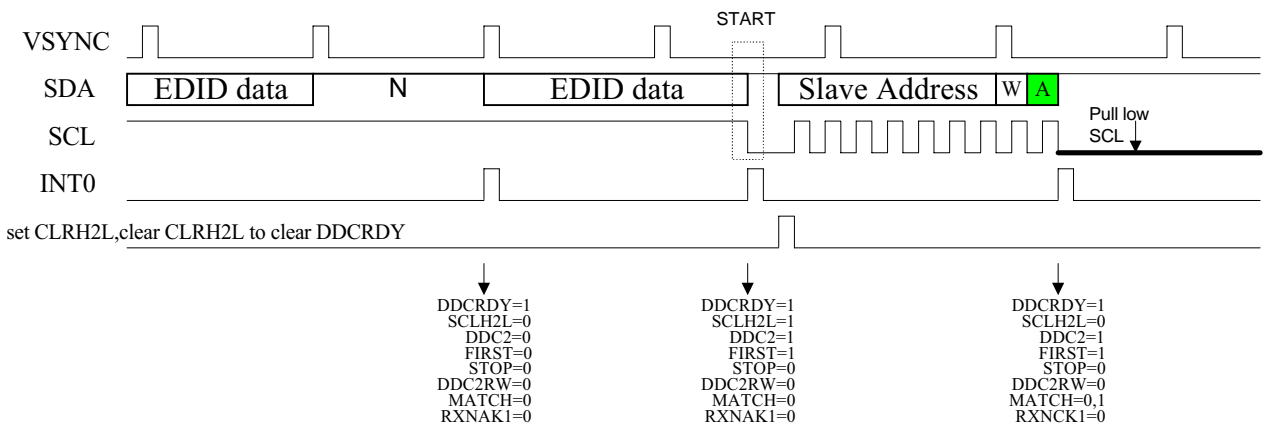 START
VSYNC
SDA EDID data N EDID data Slave Address W A
Pull low
SCL
SCL
INT0
set CLRH2L,clear CLRH2L to clear DDCRDY
DDCRDY=1 DDCRDY=1 DDCRDY=1
SCLH2L=0 SCLH2L=1 SCLH2L=0
DDC2=0 DDC2=1 DDC2=1
FIRST=0 FIRST=1 FIRST=1
STOP=0 STOP=0 STOP=0
DDC2RW=0 DDC2RW=0 DDC2RW=0
MATCH=0 MATCH=0 MATCH=0,1
RXNAK1=0 RXNAK1=0 RXNCK1=0